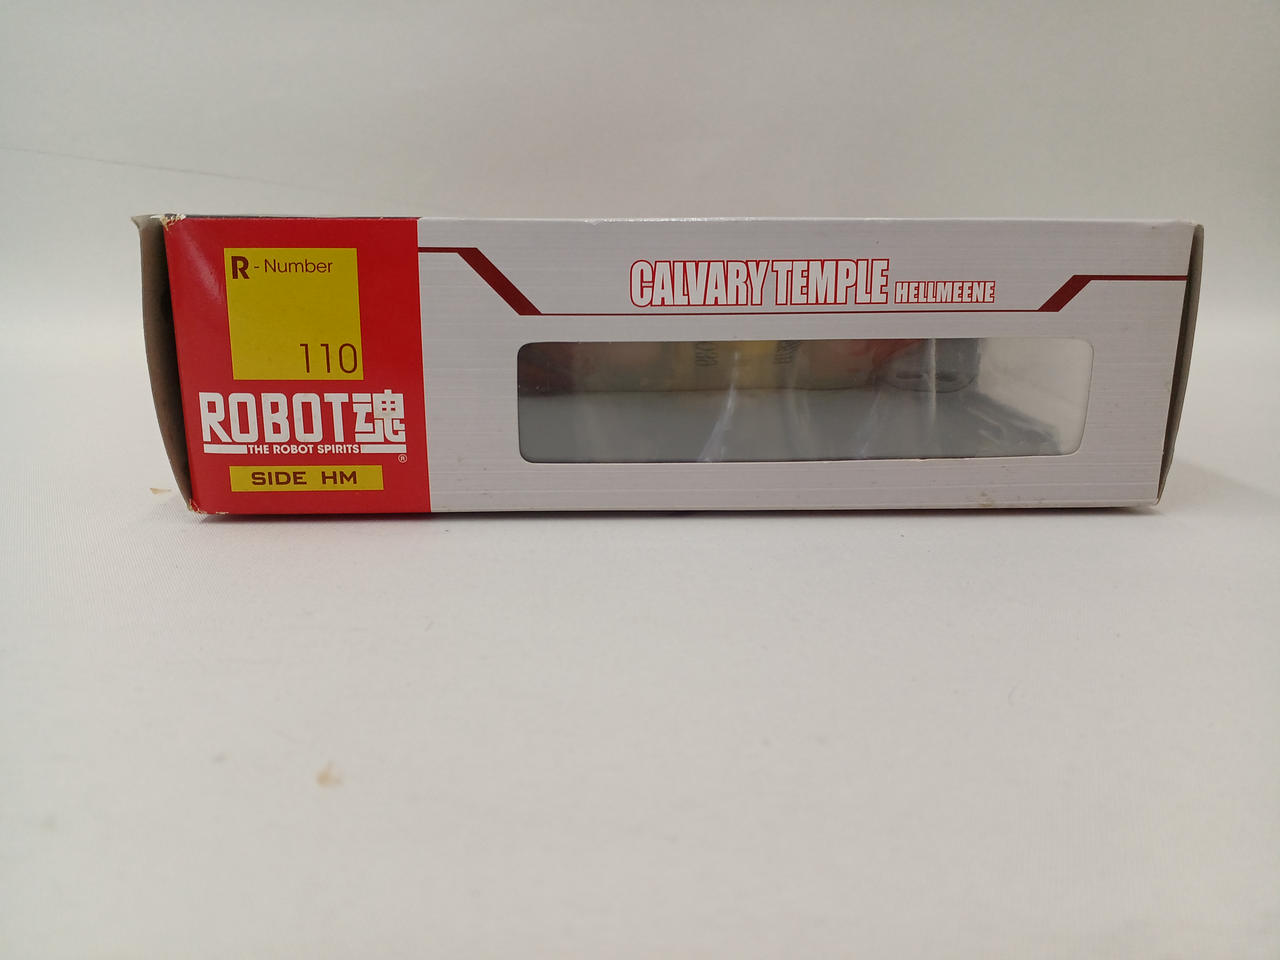 R - Number
110
ROBOT魂
THE ROBOT SPIRITS
®
SIDE HM
CALVARY TEMPLE HELLMEENE